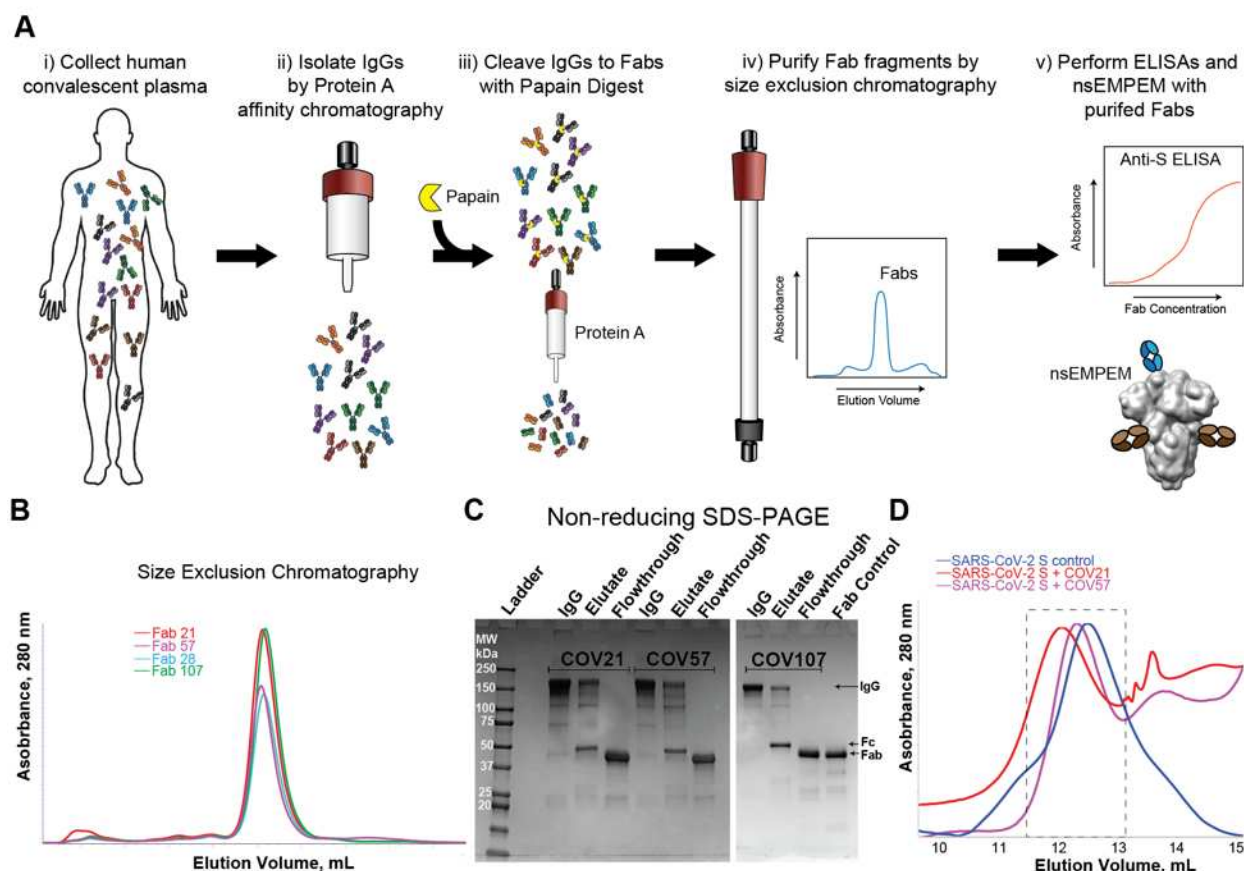 A
i) Collect human
convalescent plasma
ii) Isolate IgGs
by Protein A
affinity chromatography
iii) Cleave IgGs to Fabs
with Papain Digest
iv) Purify Fab fragments by
size exclusion chromatography
v) Perform ELISAs and
nsEMPEM with
purifed Fabs
Papain
Protein A
Absorbance
Fabs
Elution Volume
Anti-S ELISA
Absorbance
Fab Concentration
nsEMPEM
B
Size Exclusion Chromatography
Fab 21
Fab 57
Fab 28
Fab 107
Asobrbance, 280 nm
Elution Volume, mL
C
Non-reducing SDS-PAGE
Ladder
IgG
Elutate
Flowthrough
IgG
Elutate
Flowthrough
IgG
Elutate
Flowthrough
Fab Control
MW
kDa
250
150
100
75
50
37
25
20
COV21
COV57
COV107
IgG
Fc
Fab
D
SARS-CoV-2 S control
SARS-CoV-2 S + COV21
SARS-CoV-2 S + COV57
Asobrbance, 280 nm
10 11 12 13 14 15
Elution Volume, mL